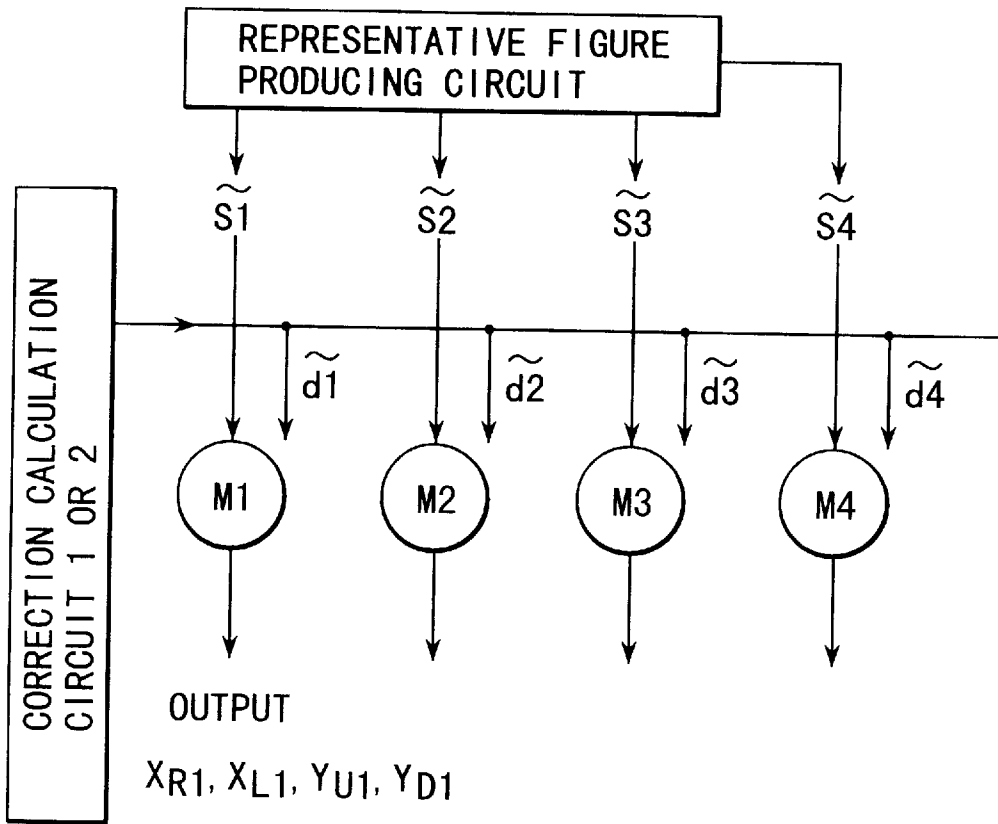 REPRESENTATIVE FIGURE
PRODUCING CIRCUIT
S̃1 S̃2 S̃3 S̃4
CORRECTION CALCULATION
CIRCUIT 1 OR 2
d̃1 d̃2 d̃3 d̃4
M1 M2 M3 M4
OUTPUT
XR1, XL1, YU1, YD1